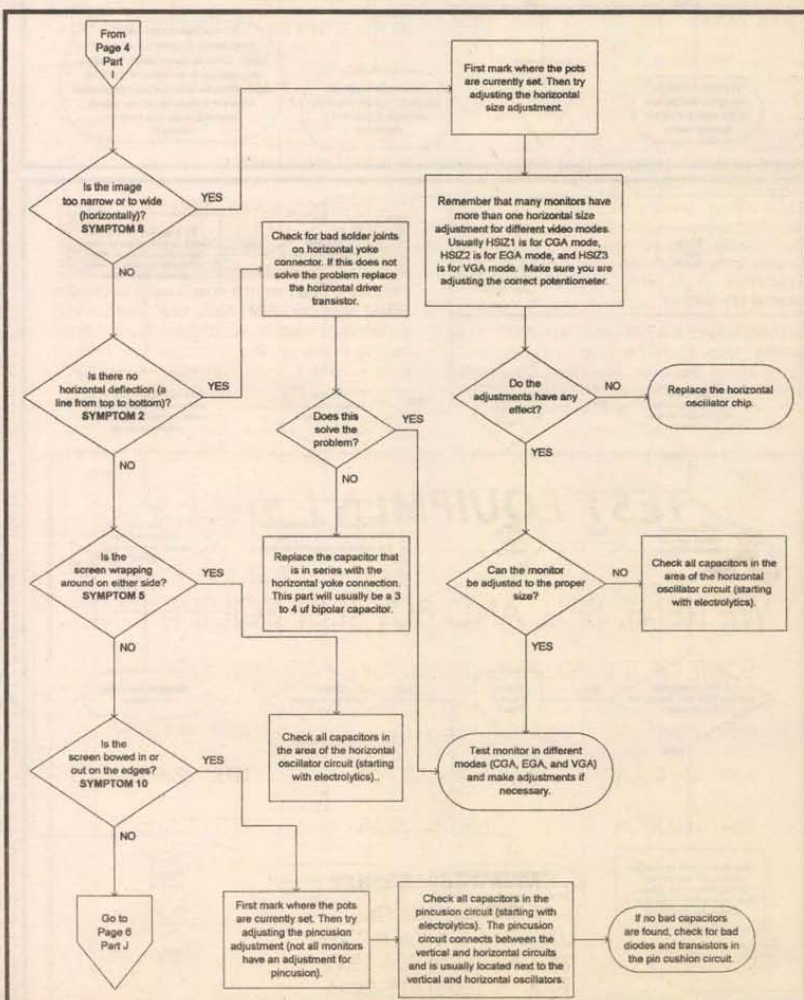 From
Page 4
Part
I
First mark where the pots
are currently set. Then try
adjusting the horizontal
size adjustment.
Is the image
too narrow or to wide
(horizontally)?
SYMPTOM 8
YES
NO
Remember that many monitors have
more than one horizontal size
adjustment for different video modes.
Usually HSIZ1 is for CGA mode,
HSIZ2 is for EGA mode, and HSIZ3
is for VGA mode. Make sure you are
adjusting the correct potentiometer.
Check for bad solder joints
on horizontal yoke
connector. If this does not
solve the problem replace
the horizontal driver
transistor.
Is there no
horizontal deflection (a
line from top to bottom)?
SYMPTOM 2
YES
NO
Do the
adjustments have any
effect?
NO
YES
Replace the horizontal
oscillator chip.
Does this
solve the
problem?
YES
NO
TEST EQUIPMENT
Is the
screen wrapping
around on either side?
SYMPTOM 5
YES
NO
Replace the capacitor that
is in series with the
horizontal yoke connection.
This part will usually be a 3
to 4 uf bipolar capacitor.
Can the monitor
be adjusted to the proper
size?
NO
YES
Check all capacitors in the
area of the horizontal
oscillator circuit (starting
with electrolytics).
Check all capacitors in
the area of the horizontal
oscillator circuit (starting
with electrolytics)..
Is the
screen bowed in or
out on the edges?
SYMPTOM 10
YES
NO
Test monitor in different
modes (CGA, EGA, and VGA)
and make adjustments if
necessary.
Go to
Page 6
Part J
First mark where the pots
are currently set. Then try
adjusting the pincusion
adjustment (not all monitors
have an adjustment for
pincusion).
Check all capacitors in the
pincusion circuit (starting with
electrolytics). The pincusion
circuit connects between the
vertical and horizontal circuits
and is usually located next to the
vertical and horizontal oscillators.
If no bad capacitors
are found, check for bad
diodes and transistors in
the pin cushion circuit.